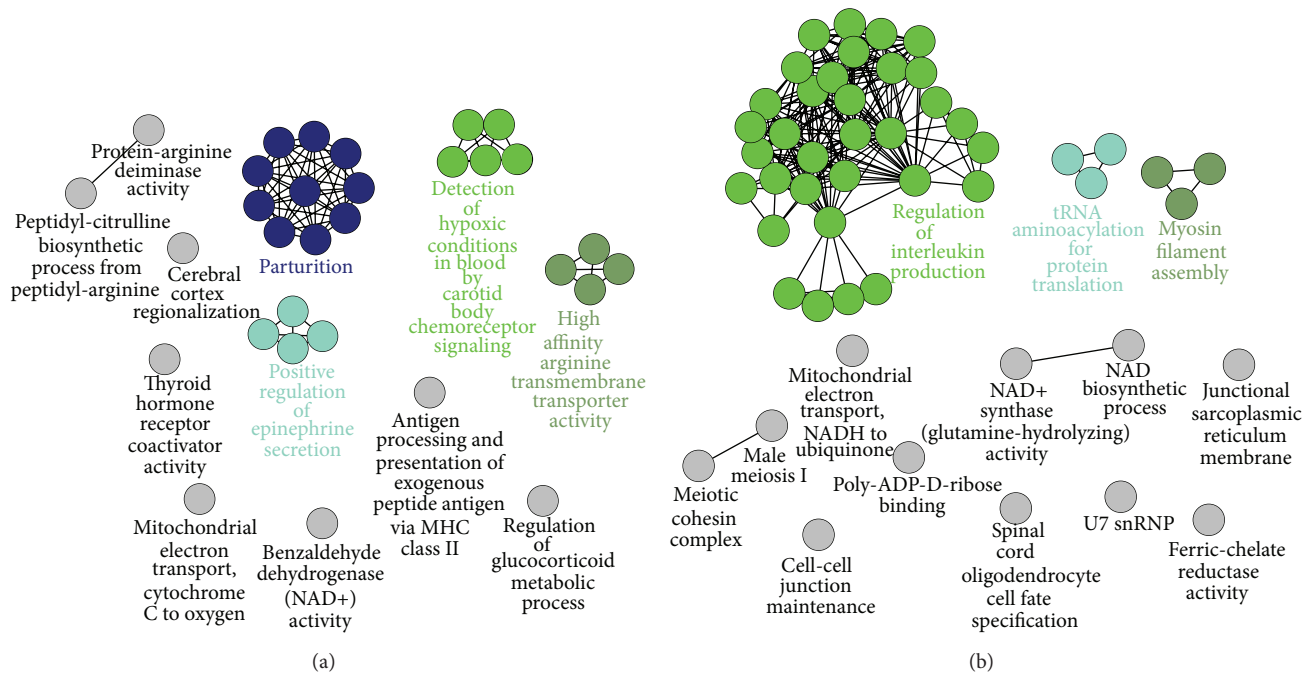 Protein-arginine
deiminase
activity
Peptidyl-citrulline
biosynthetic
process from
peptidyl-arginine
Cerebral
cortex
regionalization
Parturition
Detection
of
hypoxic
conditions
in blood
by
carotid
body
chemoreceptor
signaling
High
affinity
arginine
transmembrane
transporter
activity
Thyroid
hormone
receptor
coactivator
activity
Positive
regulation
of
epinephrine
secretion
Antigen
processing and
presentation of
exogenous
peptide antigen
via MHC
class II
Mitochondrial
electron
transport,
cytochrome
C to oxygen
Benzaldehyde
dehydrogenase
(NAD+)
activity
Regulation
of
glucocorticoid
metabolic
process
(a)
Regulation
of
interleukin
production
tRNA
aminoacylation
for
protein
translation
Myosin
filament
assembly
Mitochondrial
electron
transport,
NADH to
ubiquinone
NAD+
synthase
(glutamine-hydrolyzing)
activity
NAD
biosynthetic
process
Junctional
sarcoplasmic
reticulum
membrane
Male
meiosis I
Meiotic
cohesin
complex
Poly-ADP-D-ribose
binding
Cell-cell
junction
maintenance
Spinal
cord
oligodendrocyte
cell fate
specification
U7 snRNP
Ferric-chelate
reductase
activity
(b)